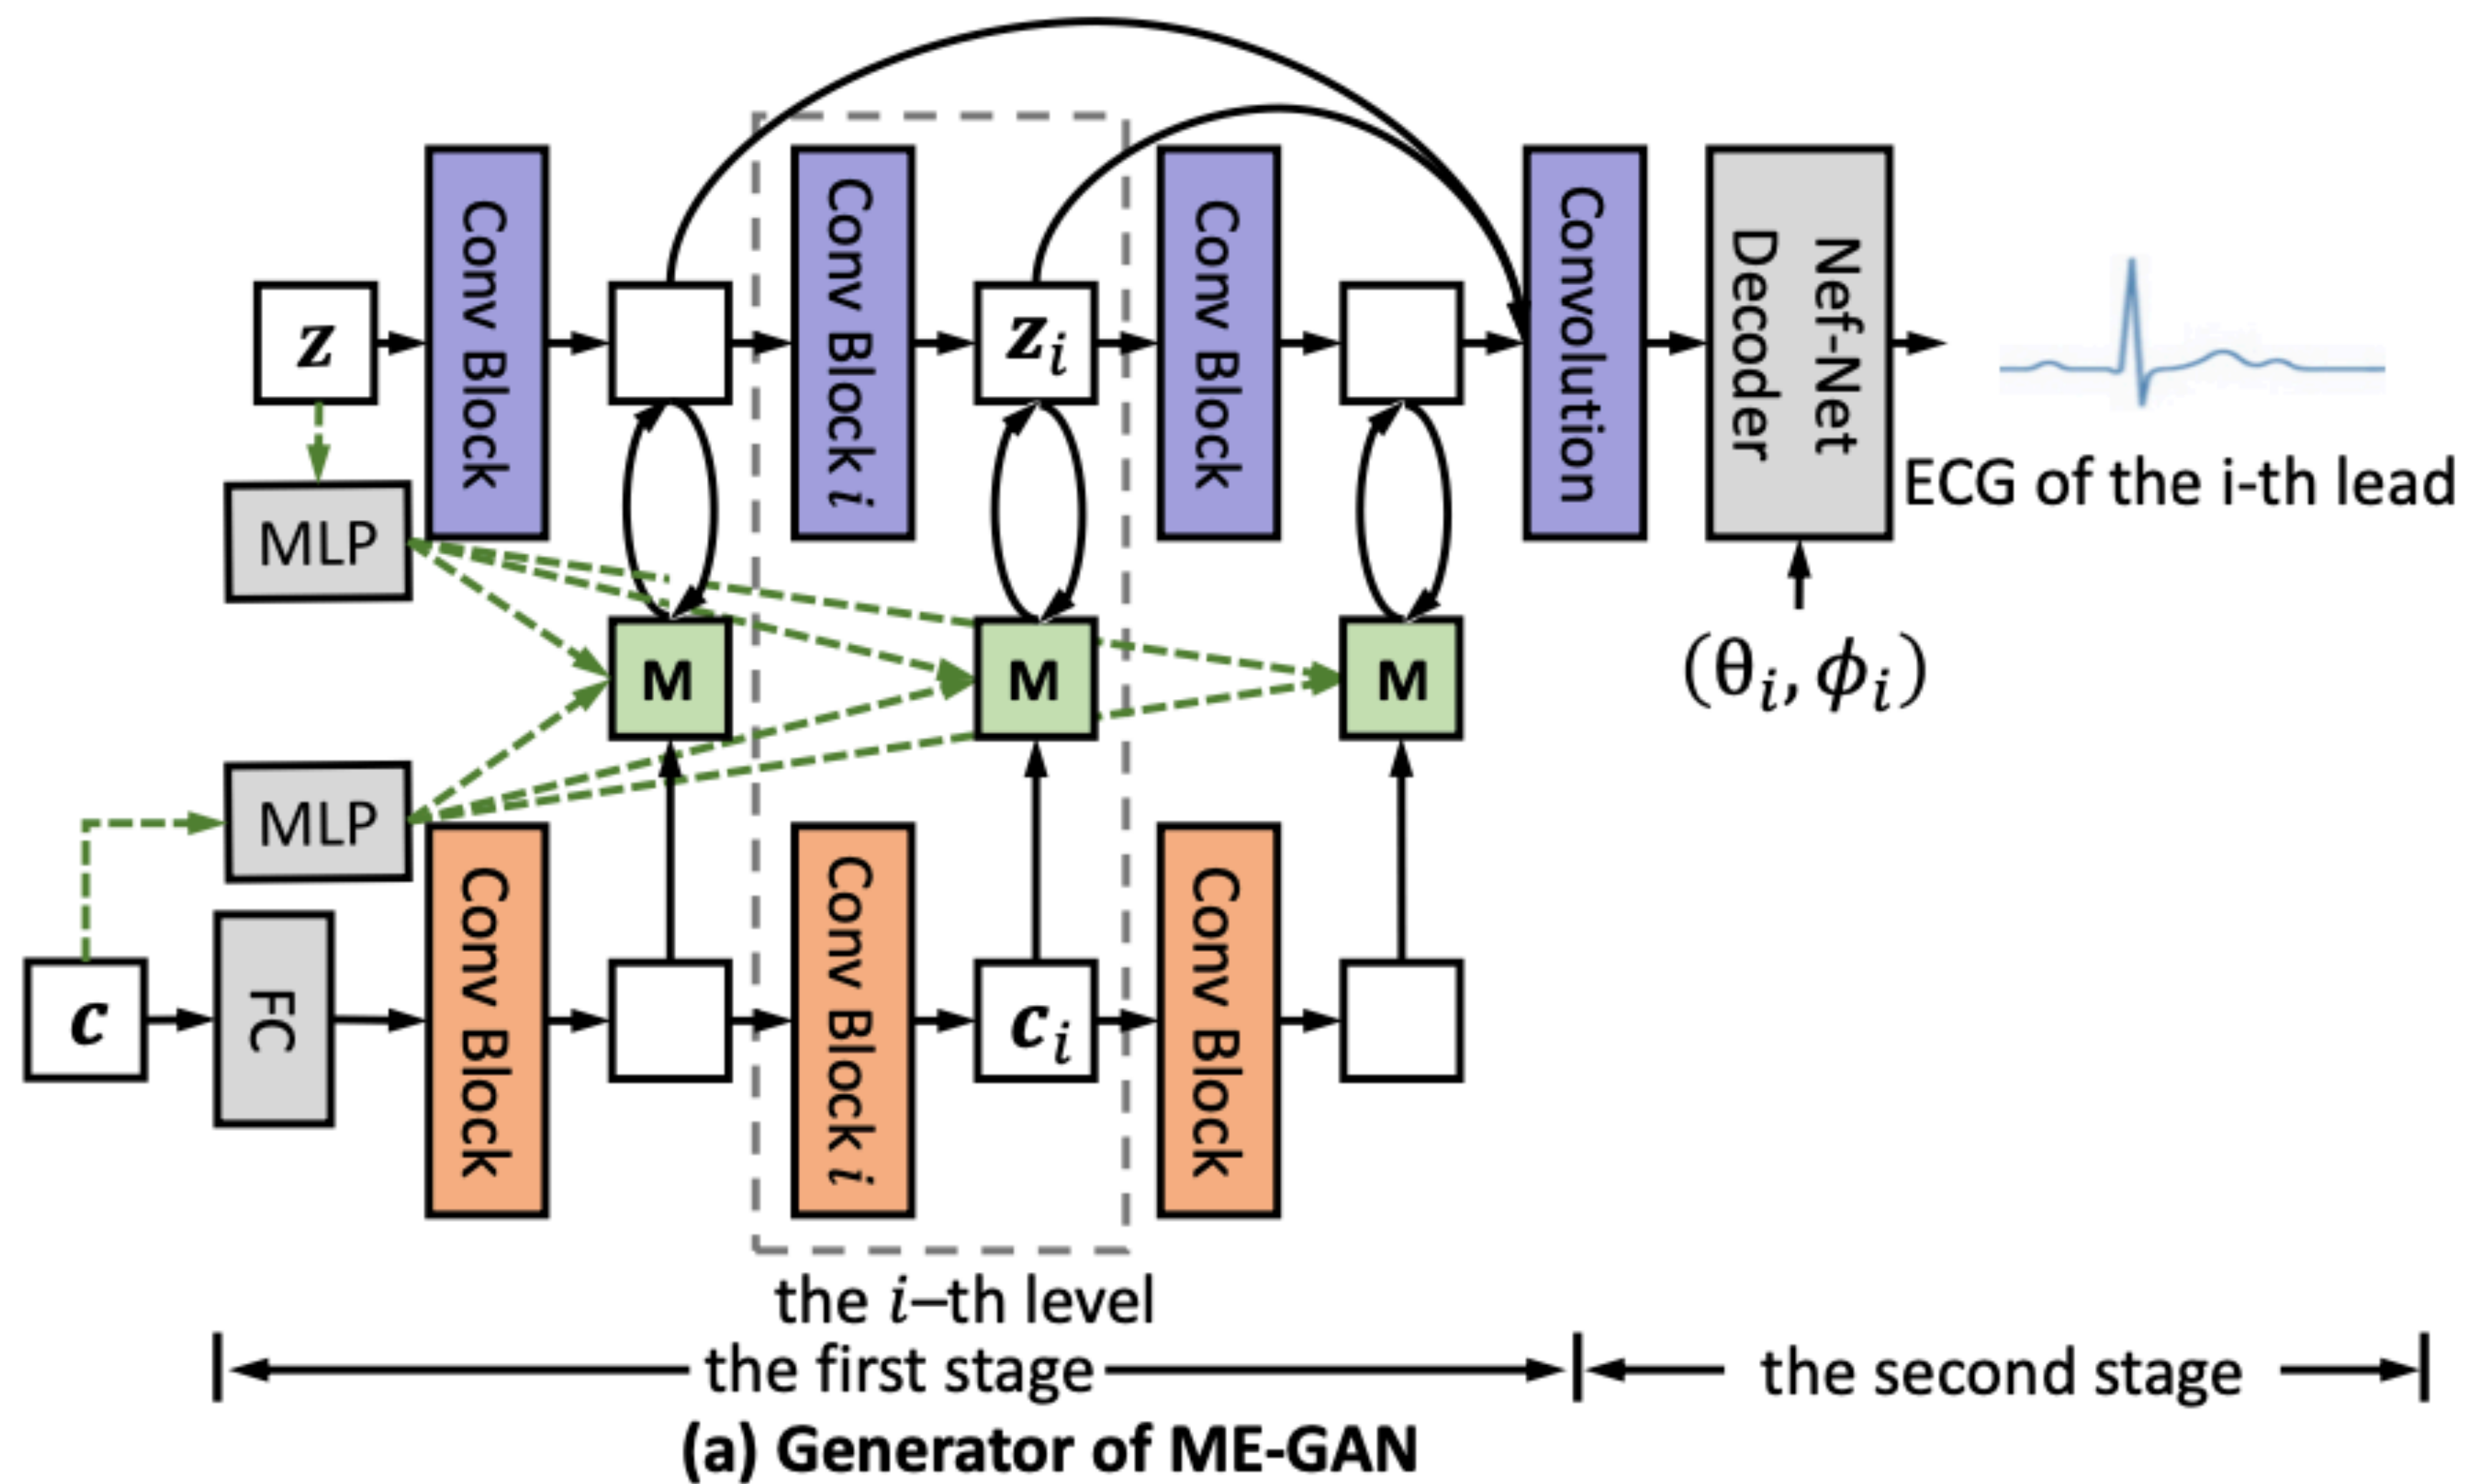 z
Conv Block
Conv Block i
z_i
Conv Block
Convolution
Nef-Net
Decoder
ECG of the i-th lead
MLP
M
M
M
(θ_i, ϕ_i)
MLP
c
FC
Conv Block
Conv Block i
c_i
Conv Block
the i–th level
the first stage
the second stage
(a) Generator of ME-GAN